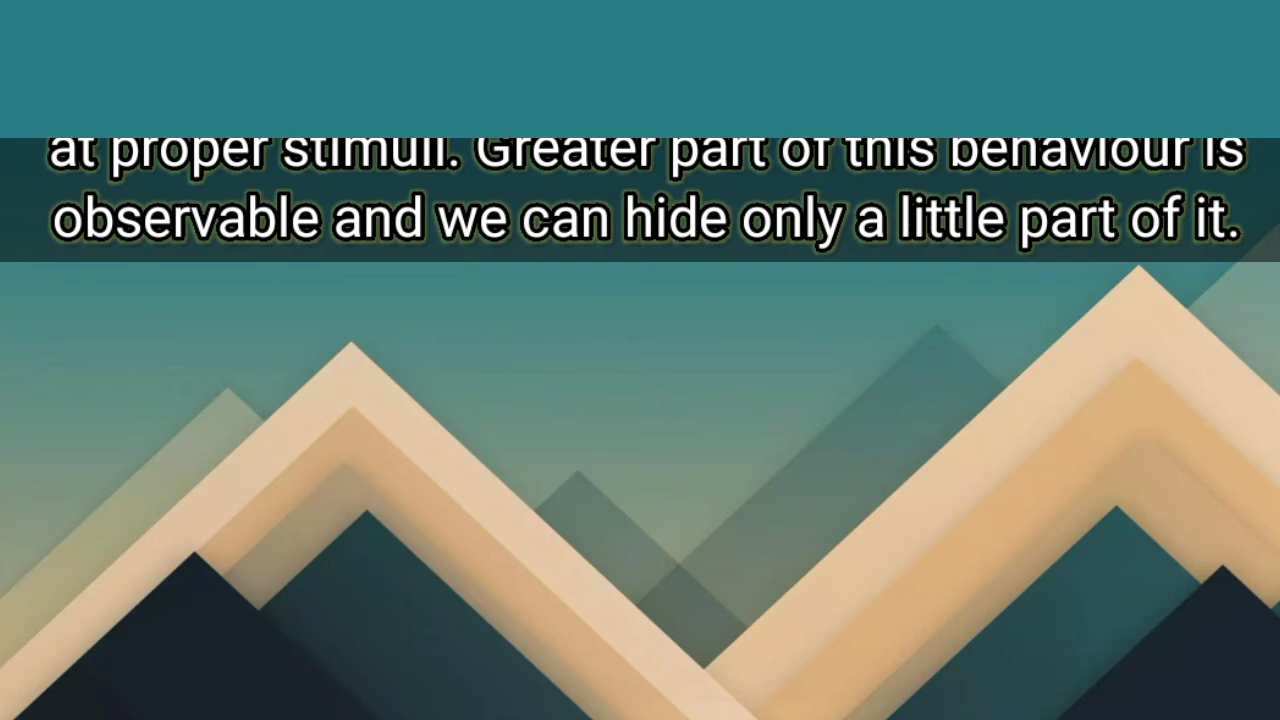 at proper stimuli. Greater part of this behaviour is
observable and we can hide only a little part of it.